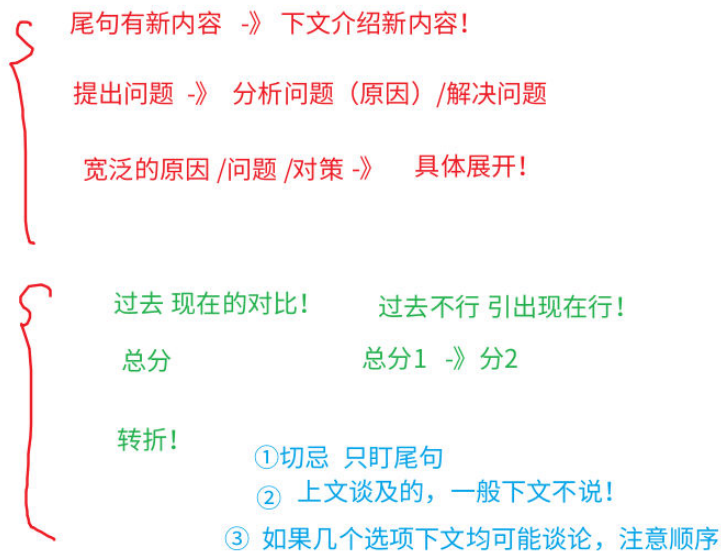 尾句有新内容 -》 下文介绍新内容！
提出问题 -》 分析问题（原因）/解决问题
宽泛的原因 /问题 /对策 -》 具体展开！
过去 现在的对比！ 过去不行 引出现在行！
总分 总分1 -》分2
转折！
①切忌 只盯尾句
② 上文谈及的，一般下文不说！
③ 如果几个选项下文均可能谈论，注意顺序